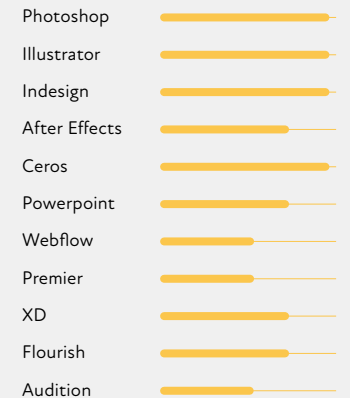 Photoshop
Illustrator
Indesign
After Effects
Ceros
Powerpoint
Webflow
Premier
XD
Flourish
Audition